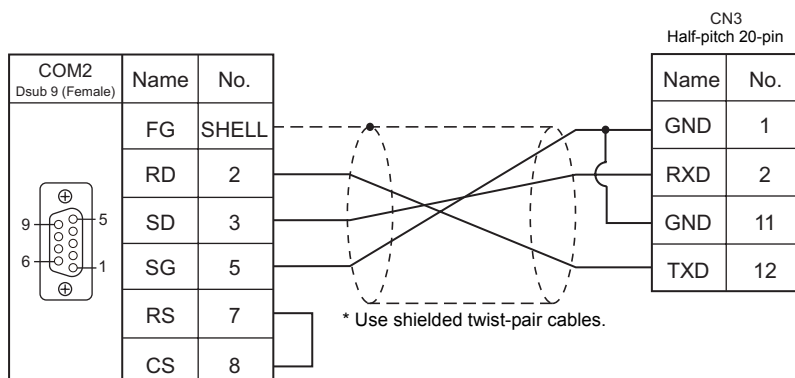 CN3
Half-pitch 20-pin
COM2
Dsub 9 (Female)
Name No.
FG SHELL
RD 2
SD 3
SG 5
RS 7
CS 8
9
5
6
1
Name No.
GND 1
RXD 2
GND 11
TXD 12
* Use shielded twist-pair cables.